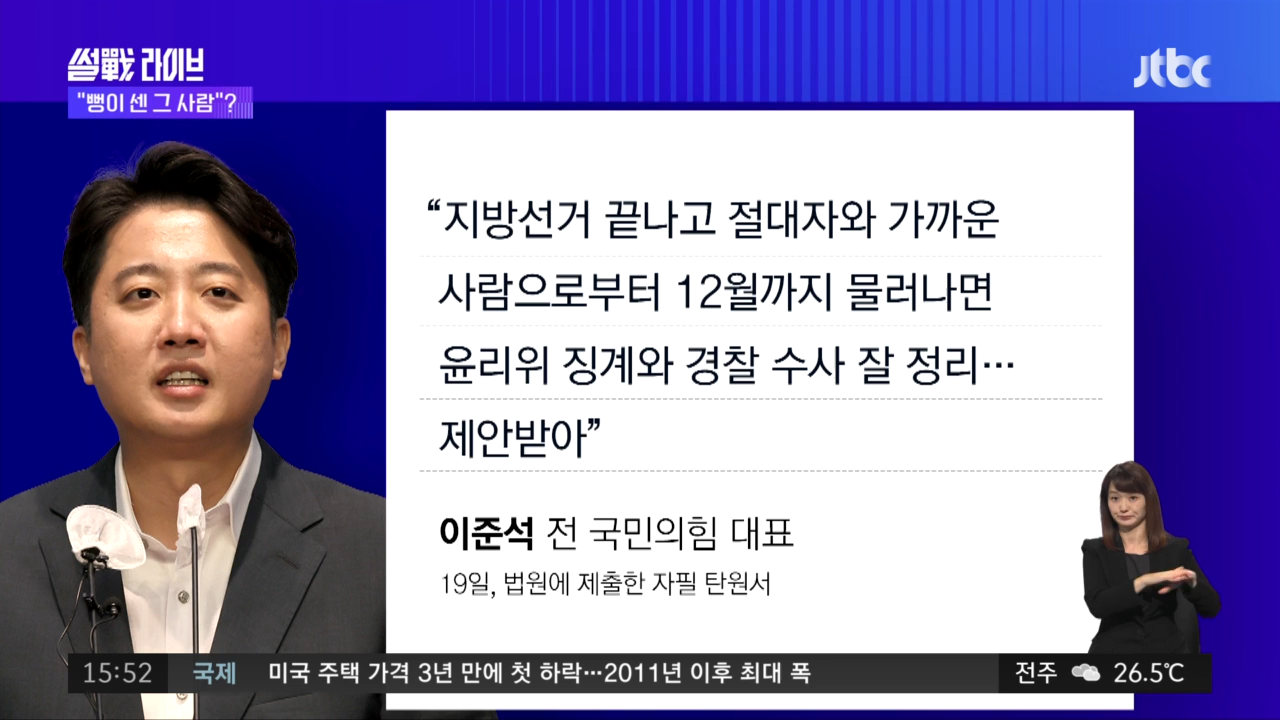 썰戰 라이브
"뻥이 센 그 사람"?
jtbc
“지방선거 끝나고 절대자와 가까운
사람으로부터 12월까지 물러나면
윤리위 징계와 경찰 수사 잘 정리…
제안받아”
이준석 전 국민의힘 대표
19일, 법원에 제출한 자필 탄원서
15:52 국제 미국 주택 가격 3년 만에 첫 하락…2011년 이후 최대 폭 전주 26.5℃